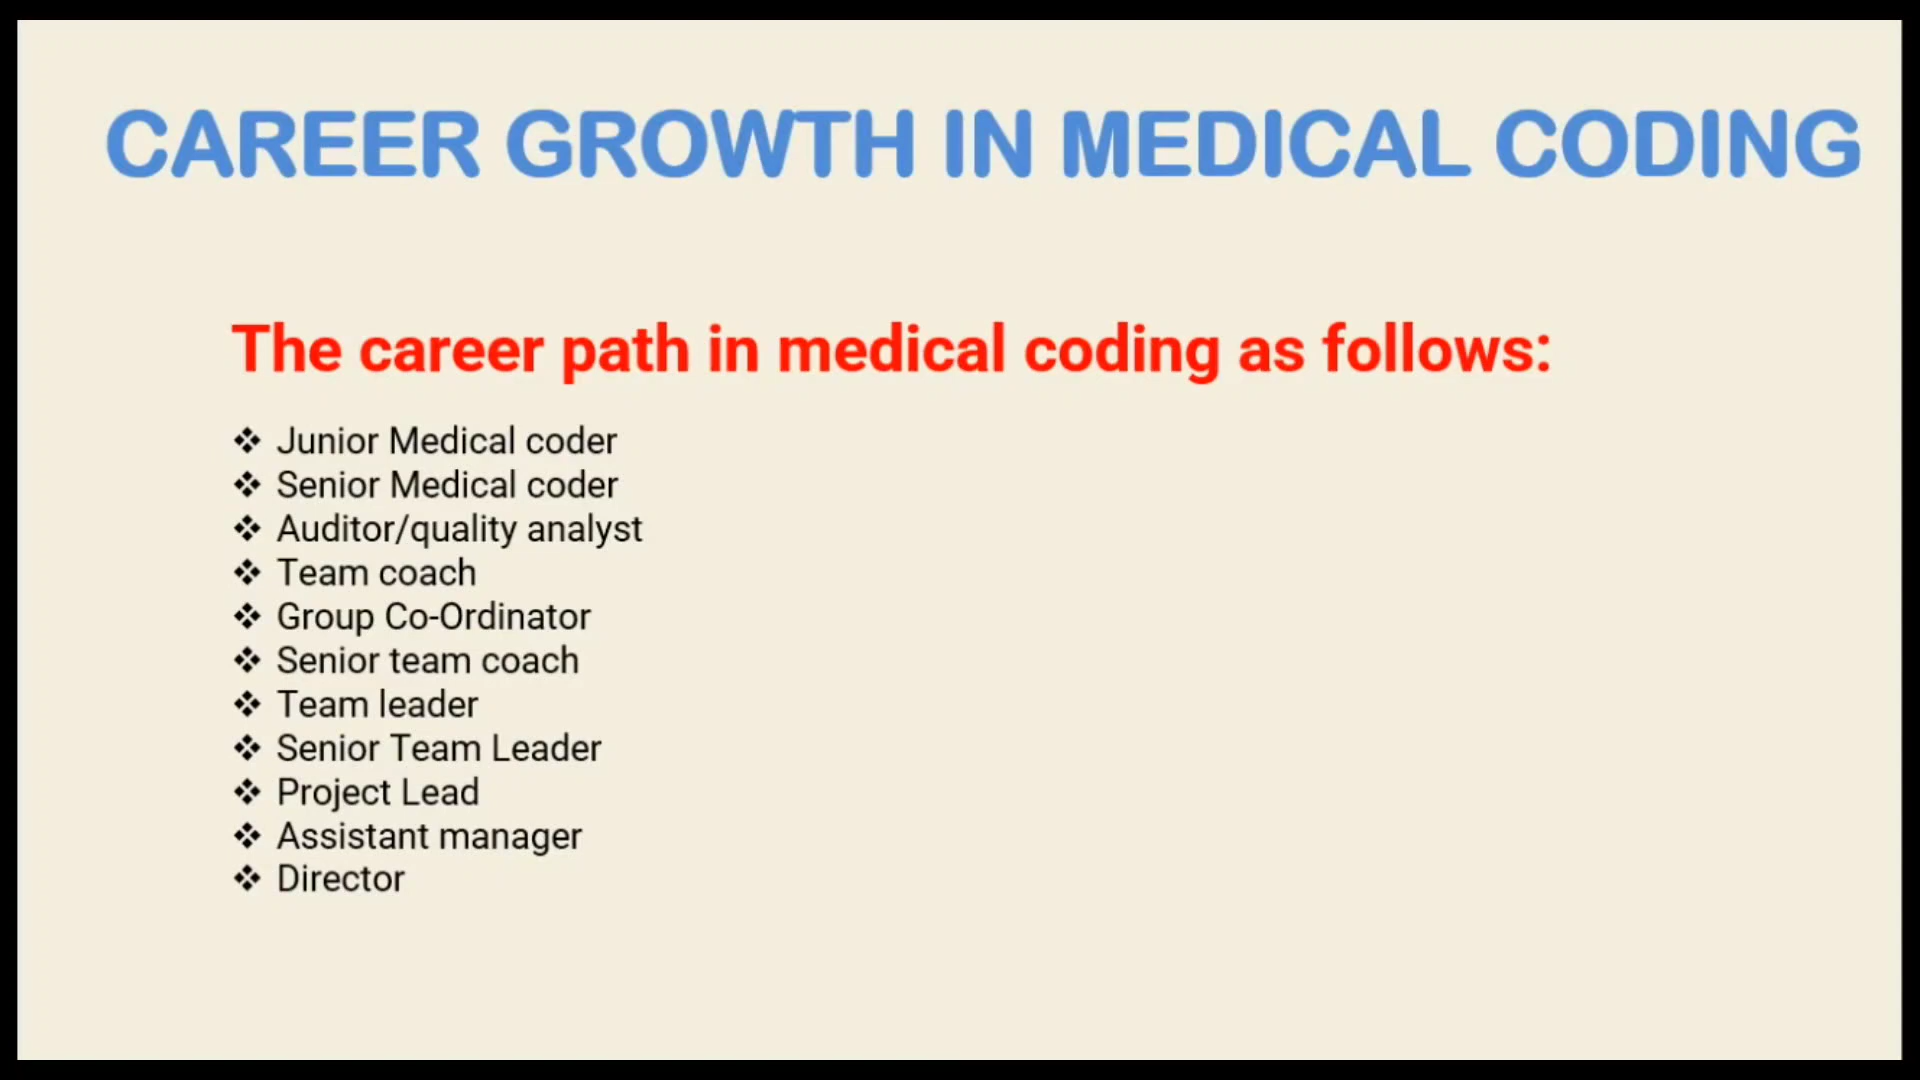 CAREER GROWTH IN MEDICAL CODING
The career path in medical coding as follows:
❖ Junior Medical coder
❖ Senior Medical coder
❖ Auditor/quality analyst
❖ Team coach
❖ Group Co-Ordinator
❖ Senior team coach
❖ Team leader
❖ Senior Team Leader
❖ Project Lead
❖ Assistant manager
❖ Director